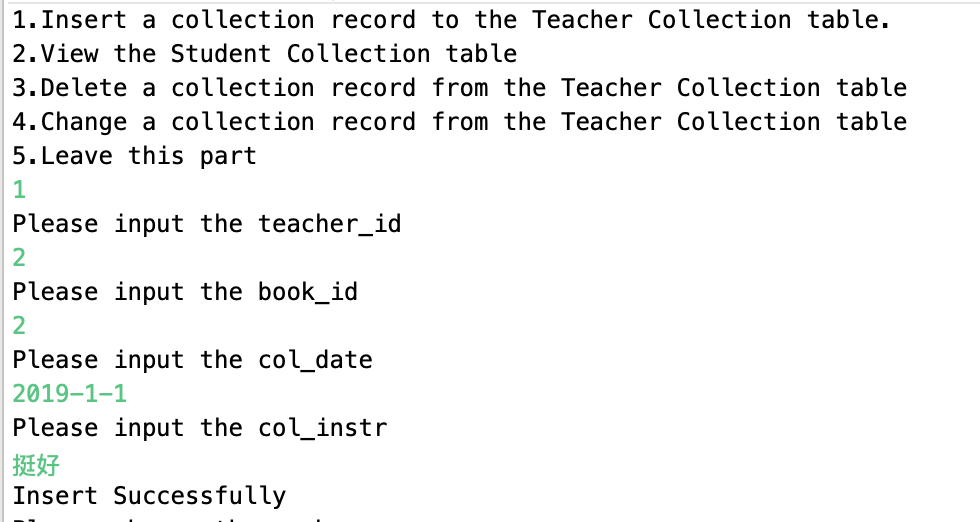 1.Insert a collection record to the Teacher Collection table.
2.View the Student Collection table
3.Delete a collection record from the Teacher Collection table
4.Change a collection record from the Teacher Collection table
5.Leave this part
1
Please input the teacher_id
2
Please input the book_id
2
Please input the col_date
2019-1-1
Please input the col_instr
挺好
Insert Successfully